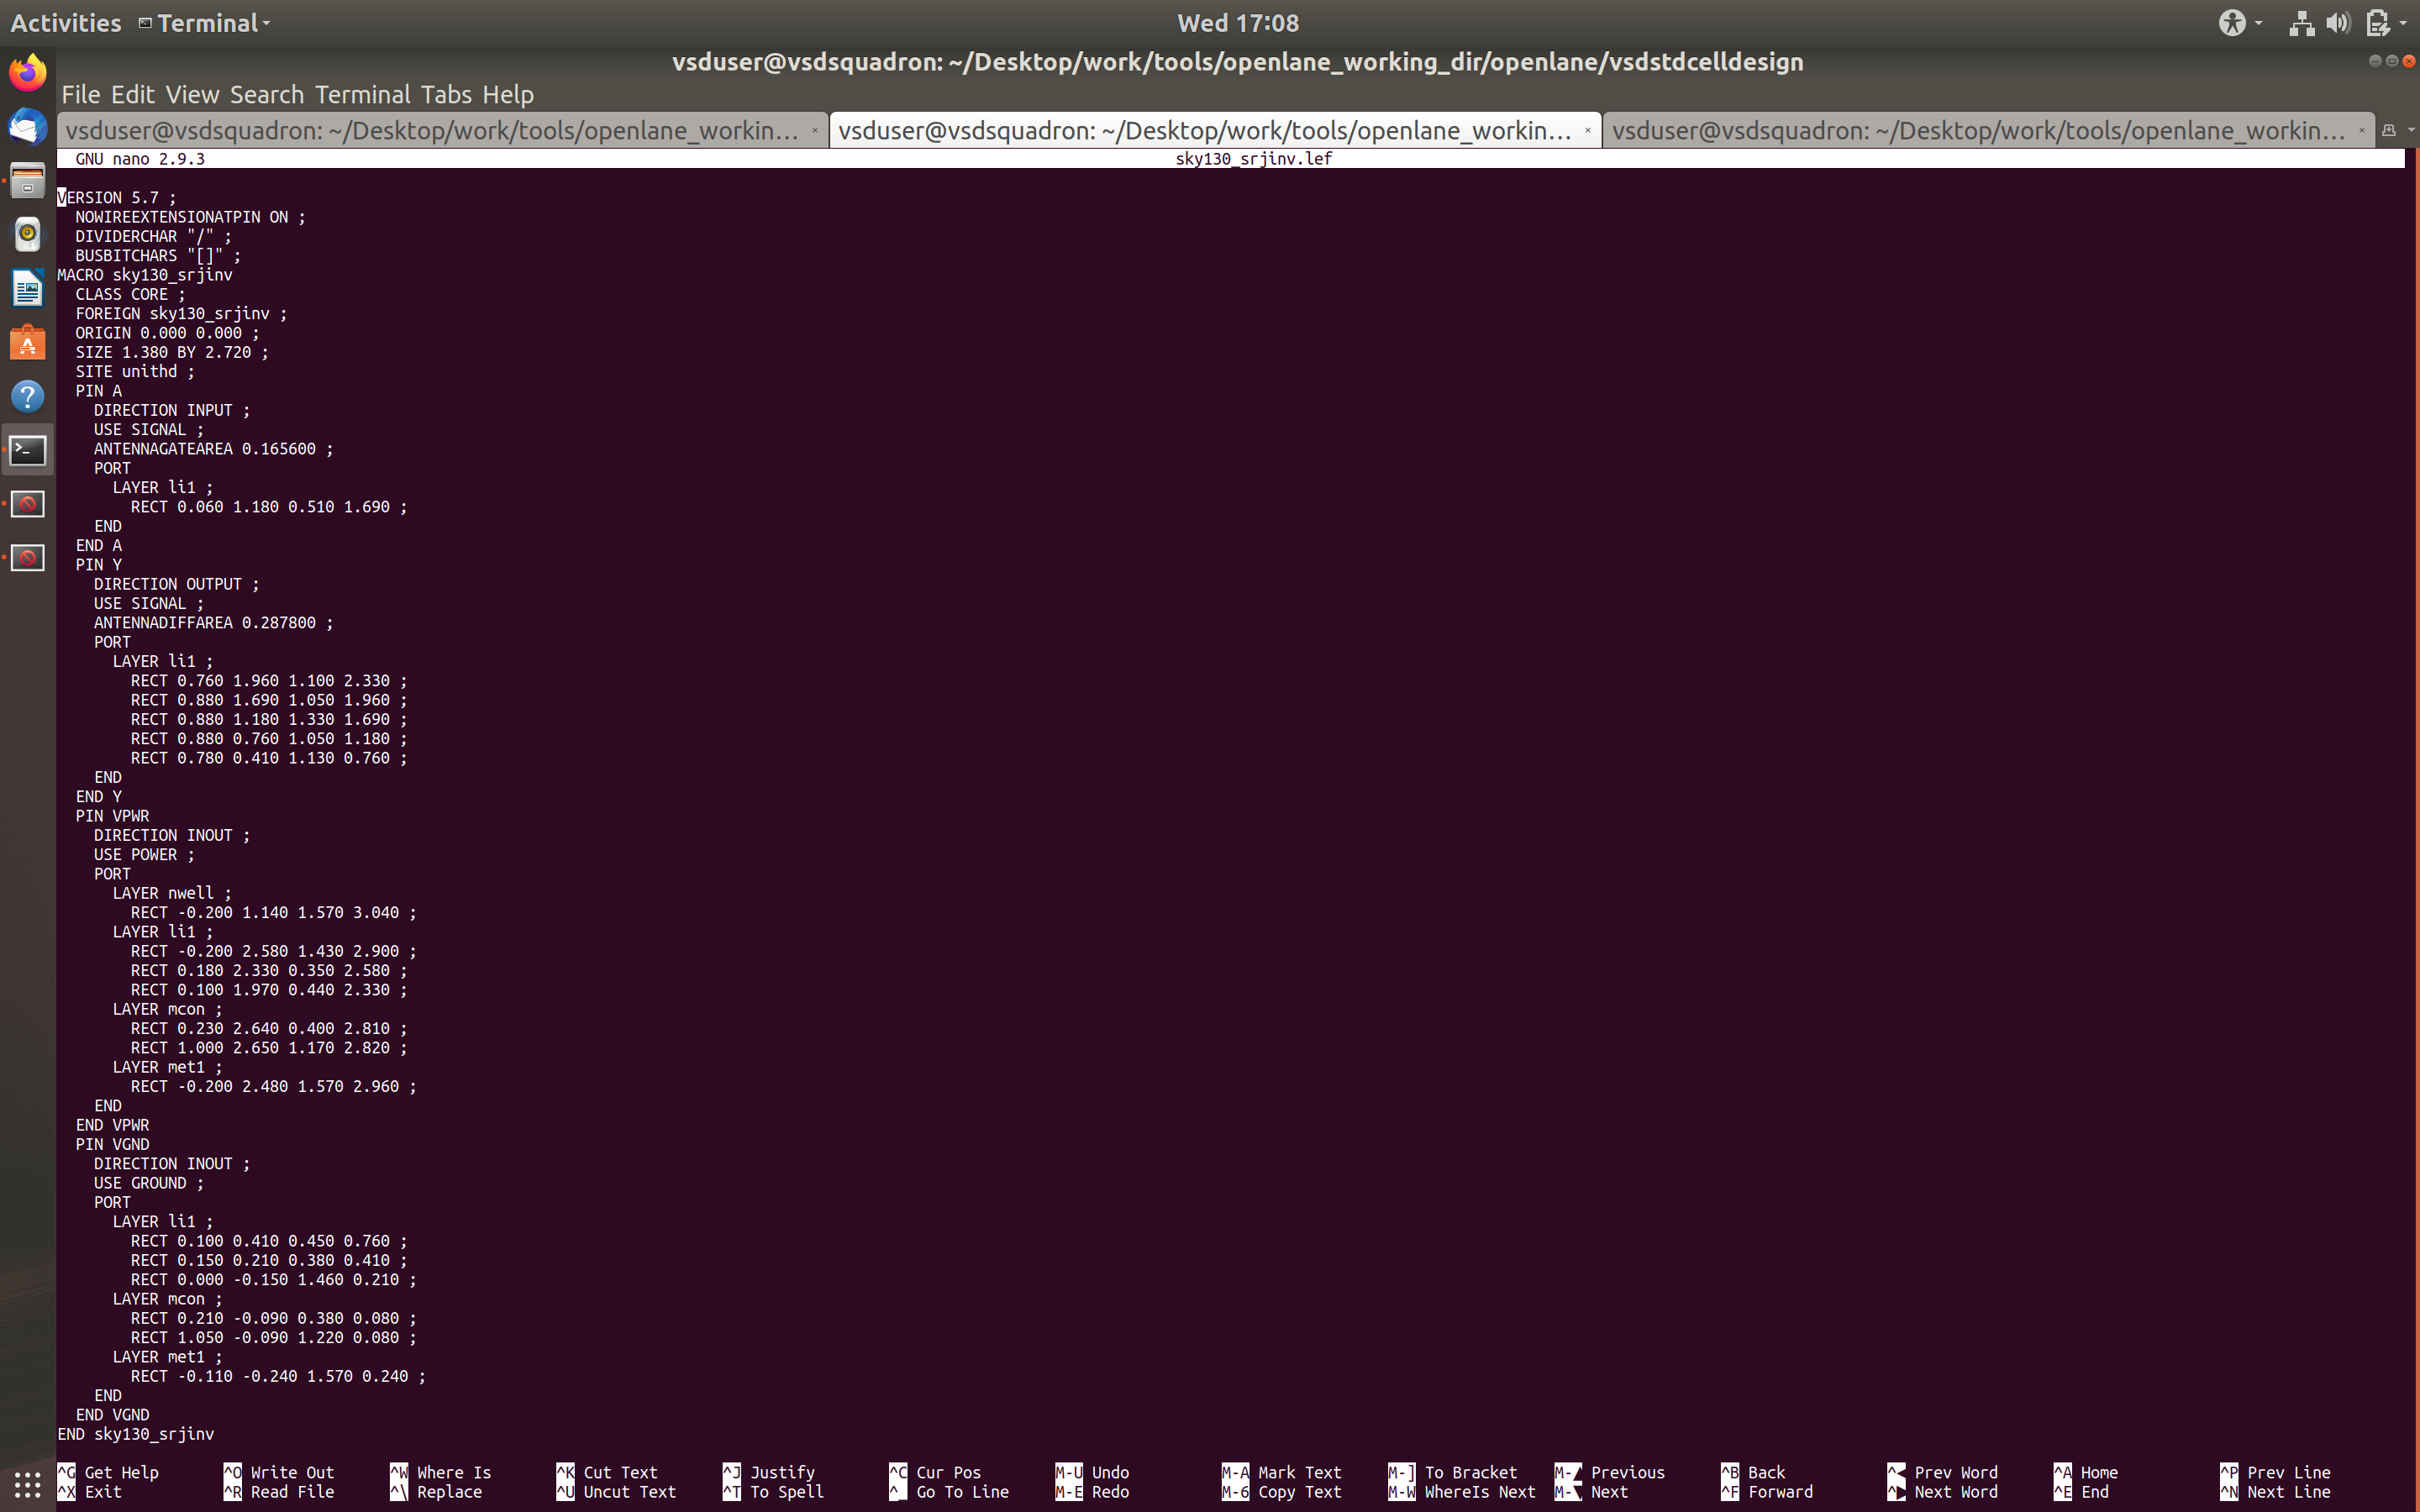 Activities Terminal Wed 17:08
vsduser@vsdsquadron: ~/Desktop/work/tools/openlane_working_dir/openlane/vsdstdcelldesign
File Edit View Search Terminal Tabs Help
vsduser@vsdsquadron: ~/Desktop/work/tools/openlane_workin... × vsduser@vsdsquadron: ~/Desktop/work/tools/openlane_workin... × vsduser@vsdsquadron: ~/Desktop/work/tools/openlane_workin... ×
GNU nano 2.9.3 sky130_srjinv.lef
VERSION 5.7 ;
NOWIREEXTENSIONATPIN ON ;
DIVIDERCHAR "/" ;
BUSBITCHARS "[]" ;
MACRO sky130_srjinv
CLASS CORE ;
FOREIGN sky130_srjinv ;
ORIGIN 0.000 0.000 ;
SIZE 1.380 BY 2.720 ;
SITE unithd ;
PIN A
DIRECTION INPUT ;
USE SIGNAL ;
ANTENNAGATEAREA 0.165600 ;
PORT
LAYER li1 ;
RECT 0.060 1.180 0.510 1.690 ;
END
END A
PIN Y
DIRECTION OUTPUT ;
USE SIGNAL ;
ANTENNADIFFAREA 0.287800 ;
PORT
LAYER li1 ;
RECT 0.760 1.960 1.100 2.330 ;
RECT 0.880 1.690 1.050 1.960 ;
RECT 0.880 1.180 1.330 1.690 ;
RECT 0.880 0.760 1.050 1.180 ;
RECT 0.780 0.410 1.130 0.760 ;
END
END Y
PIN VPWR
DIRECTION INOUT ;
USE POWER ;
PORT
LAYER nwell ;
RECT -0.200 1.140 1.570 3.040 ;
LAYER li1 ;
RECT -0.200 2.580 1.430 2.900 ;
RECT 0.180 2.330 0.350 2.580 ;
RECT 0.100 1.970 0.440 2.330 ;
LAYER mcon ;
RECT 0.230 2.640 0.400 2.810 ;
RECT 1.000 2.650 1.170 2.820 ;
LAYER met1 ;
RECT -0.200 2.480 1.570 2.960 ;
END
END VPWR
PIN VGND
DIRECTION INOUT ;
USE GROUND ;
PORT
LAYER li1 ;
RECT 0.100 0.410 0.450 0.760 ;
RECT 0.150 0.210 0.380 0.410 ;
RECT 0.000 -0.150 1.460 0.210 ;
LAYER mcon ;
RECT 0.210 -0.090 0.380 0.080 ;
RECT 1.050 -0.090 1.220 0.080 ;
LAYER met1 ;
RECT -0.110 -0.240 1.570 0.240 ;
END
END VGND
END sky130_srjinv
^G Get Help ^O Write Out ^W Where Is ^K Cut Text ^J Justify ^C Cur Pos M-U Undo M-A Mark Text M-] To Bracket M-▲ Previous ^B Back ^◀ Prev Word ^A Home ^P Prev Line
^X Exit ^R Read File ^\ Replace ^U Uncut Text ^T To Spell ^_ Go To Line M-E Redo M-6 Copy Text M-W WhereIs Next M-▼ Next ^F Forward ^▶ Next Word ^E End ^N Next Line